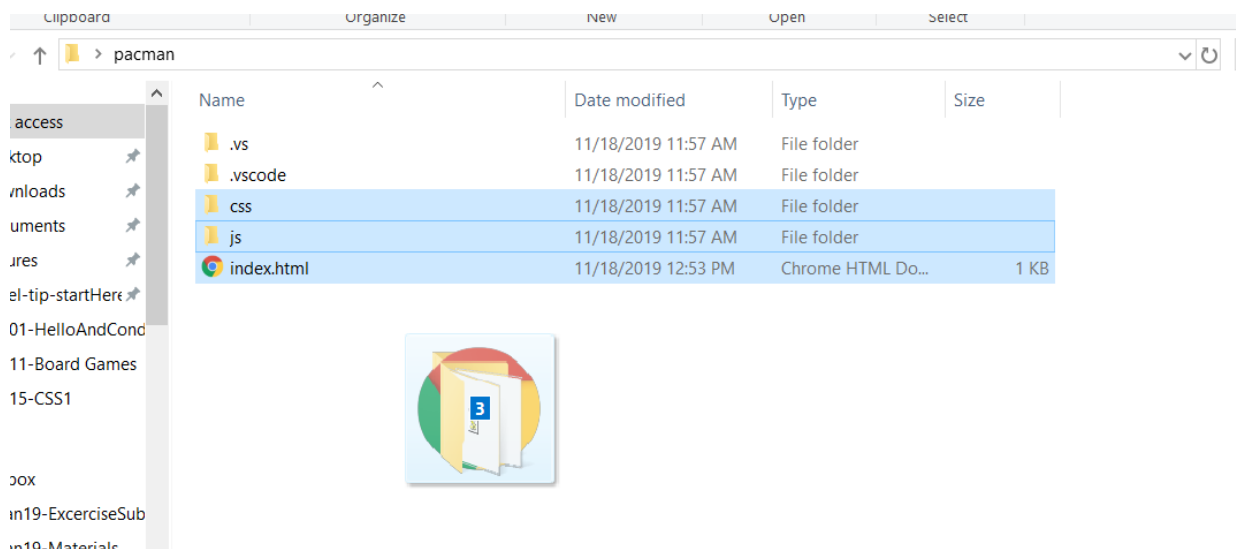 Clipboard Organize New Open Select
pacman
Name Date modified Type Size
access
.vs 11/18/2019 11:57 AM File folder
ktop
.vscode 11/18/2019 11:57 AM File folder
vnloads
css 11/18/2019 11:57 AM File folder
uments
js 11/18/2019 11:57 AM File folder
ures
index.html 11/18/2019 12:53 PM Chrome HTML Do... 1 KB
el-tip-startHere
01-HelloAndCond
11-Board Games
15-CSS1
3
box
an19-ExcerciseSub
an19-Materials